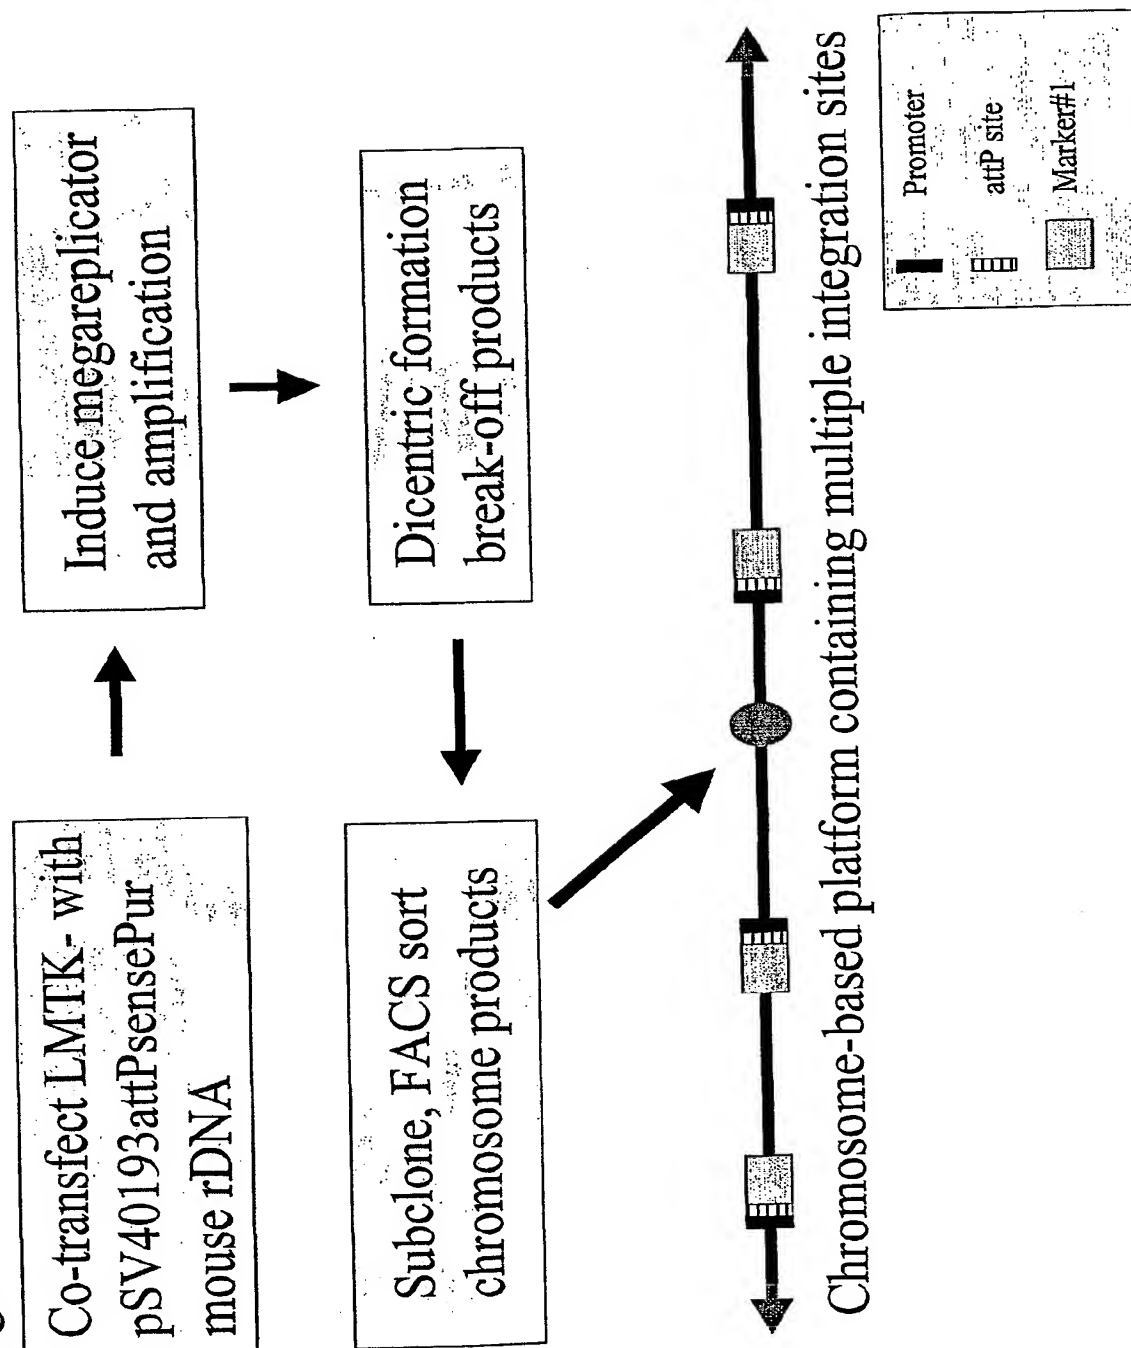 Co-transfect LMTK- with
pSV40193attPsensePur
mouse rDNA
Induce megareplicator
and amplification
Dicentric formation
break-off products
Subclone, FACS sort
chromosome products
Chromosome-based platform containing multiple integration sites
Promoter
attP site
Marker#1